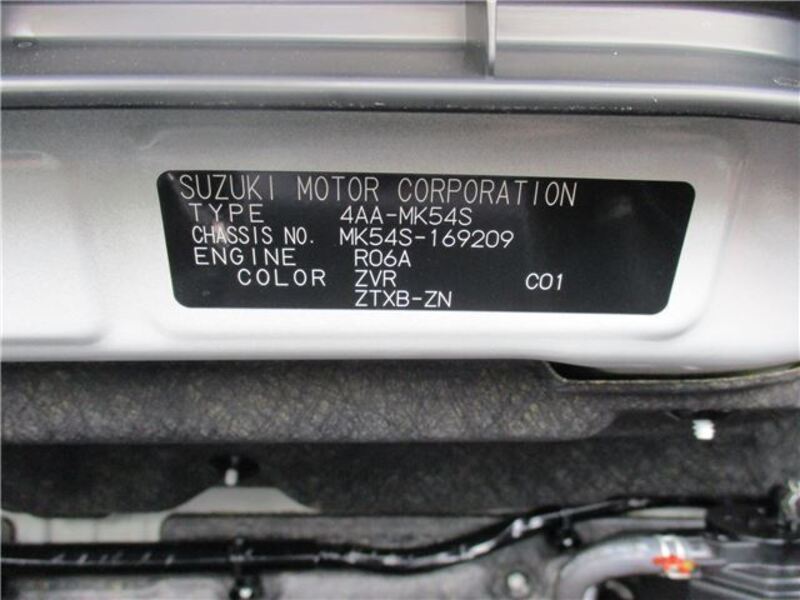 SUZUKI MOTOR CORPORATION
TYPE 4AA-MK54S
CHASSIS NO. MK54S-169209
ENGINE R06A
COLOR ZVR C01
ZTXB-ZN